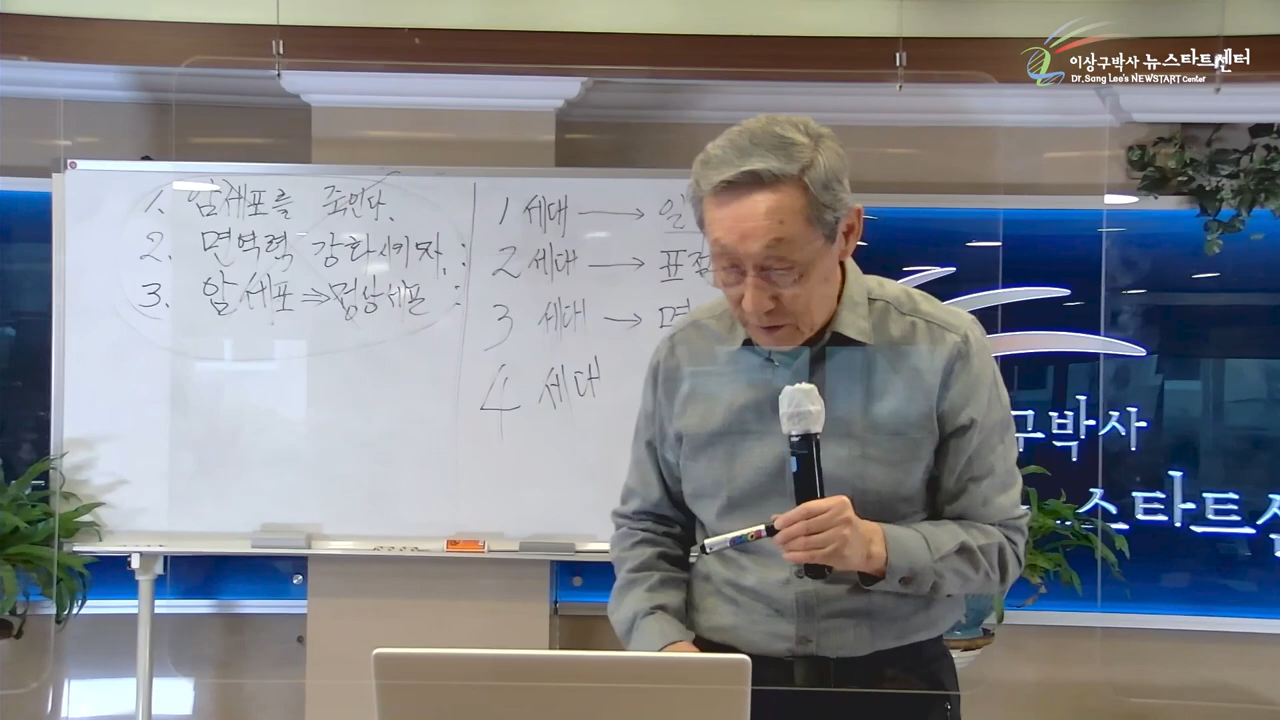 이상구박사 뉴스타트센터
Dr. Sang Lee's NEWSTART Center
1. 암세포를 죽인다.
2. 면역력 강화시키자. :
3. 암세포 ⇒ 정상세포 :
1 세대 → 일
2 세대 → 표적
3 세대 → 면
4 세대
구박사
스타트센